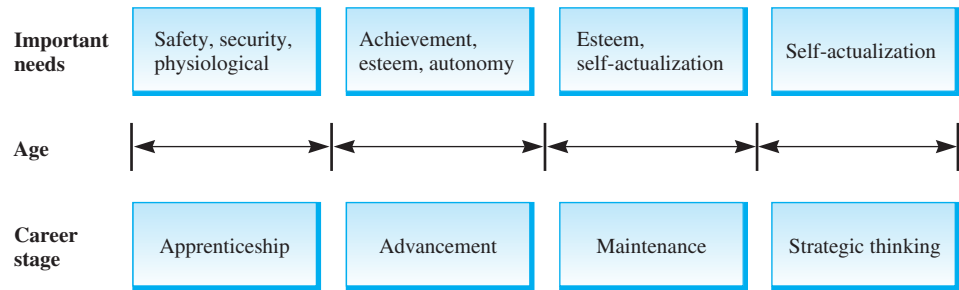 Important
needs
Safety, security,
physiological
Achievement,
esteem, autonomy
Esteem,
self-actualization
Self-actualization
Age
Career
stage
Apprenticeship
Advancement
Maintenance
Strategic thinking